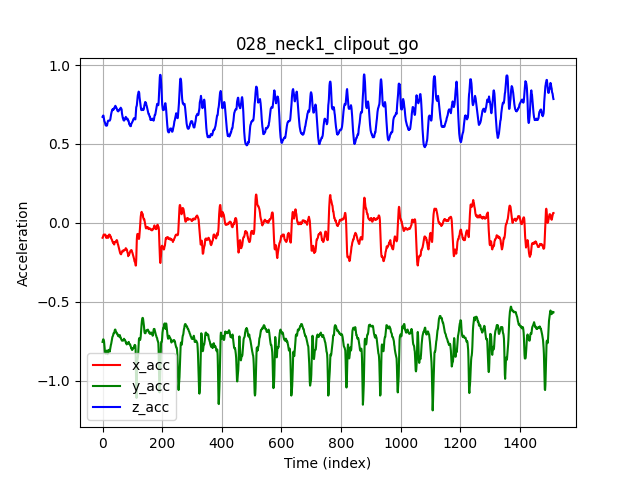 028_neck1_clipout_go
1.0
0.5
0.0
−0.5
−1.0
Acceleration
x_acc
y_acc
z_acc
0
200
400
600
800
1000
1200
1400
Time (index)